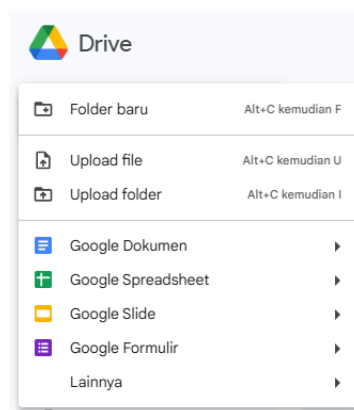 Drive
Folder baru Alt+C kemudian F
Upload file Alt+C kemudian U
Upload folder Alt+C kemudian I
Google Dokumen
Google Spreadsheet
Google Slide
Google Formulir
Lainnya